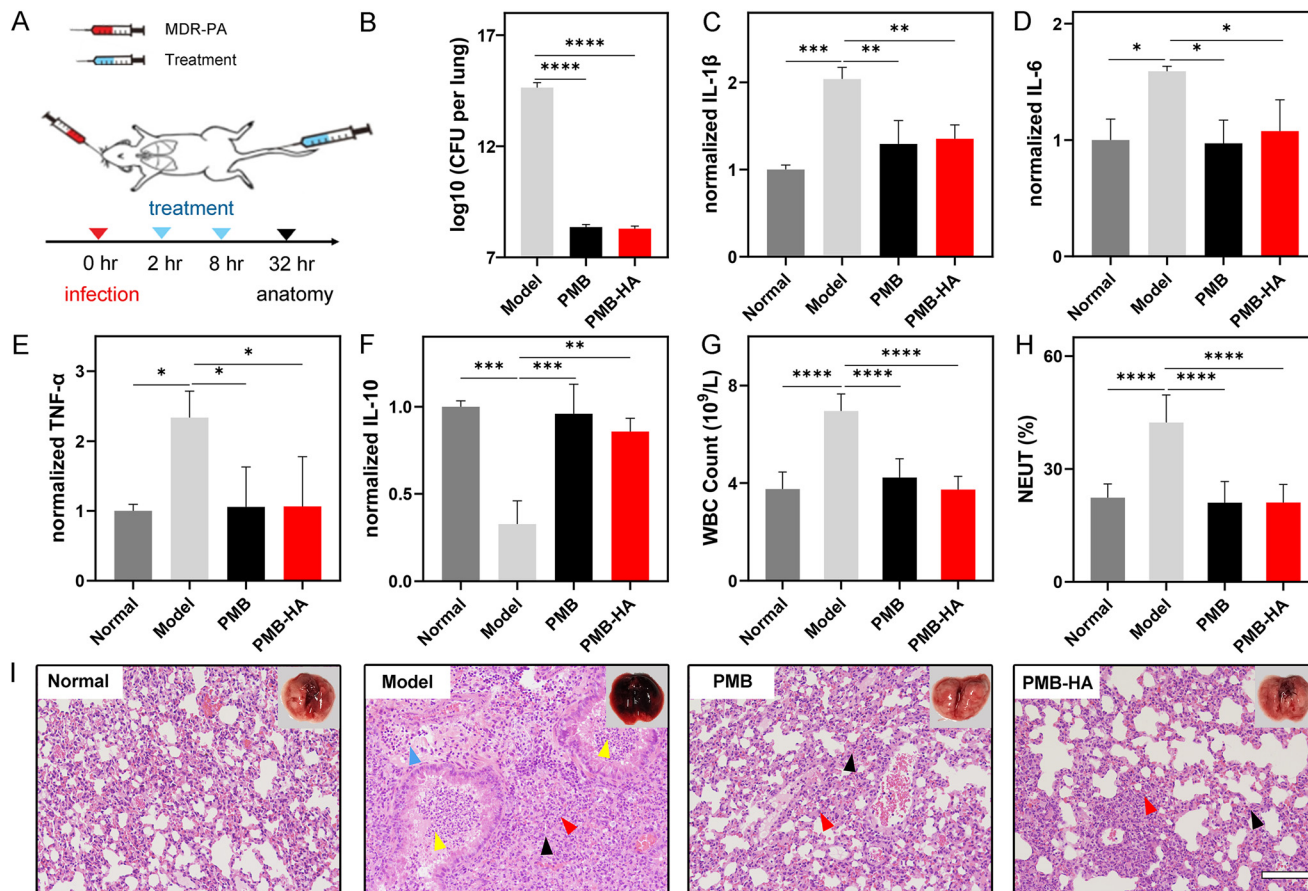 A
MDR-PA
Treatment
treatment
0 hr 2 hr 8 hr 32 hr
infection anatomy
B
log10 (CFU per lung)
17
12
7
****
****
Model PMB PMB-HA
C
normalized IL-1β
2
1
0
**
*** **
Normal Model PMB PMB-HA
D
normalized IL-6
2
1
0
*
* *
Normal Model PMB PMB-HA
E
normalized TNF-α
3
2
1
0
*
* *
Normal Model PMB PMB-HA
F
normalized IL-10
1.0
0.5
0.0
**
*** ***
Normal Model PMB PMB-HA
G
WBC Count (10⁹/L)
8
4
0
****
**** ****
Normal Model PMB PMB-HA
H
NEUT (%)
60
30
0
****
**** ****
Normal Model PMB PMB-HA
I
Normal
Model
PMB
PMB-HA